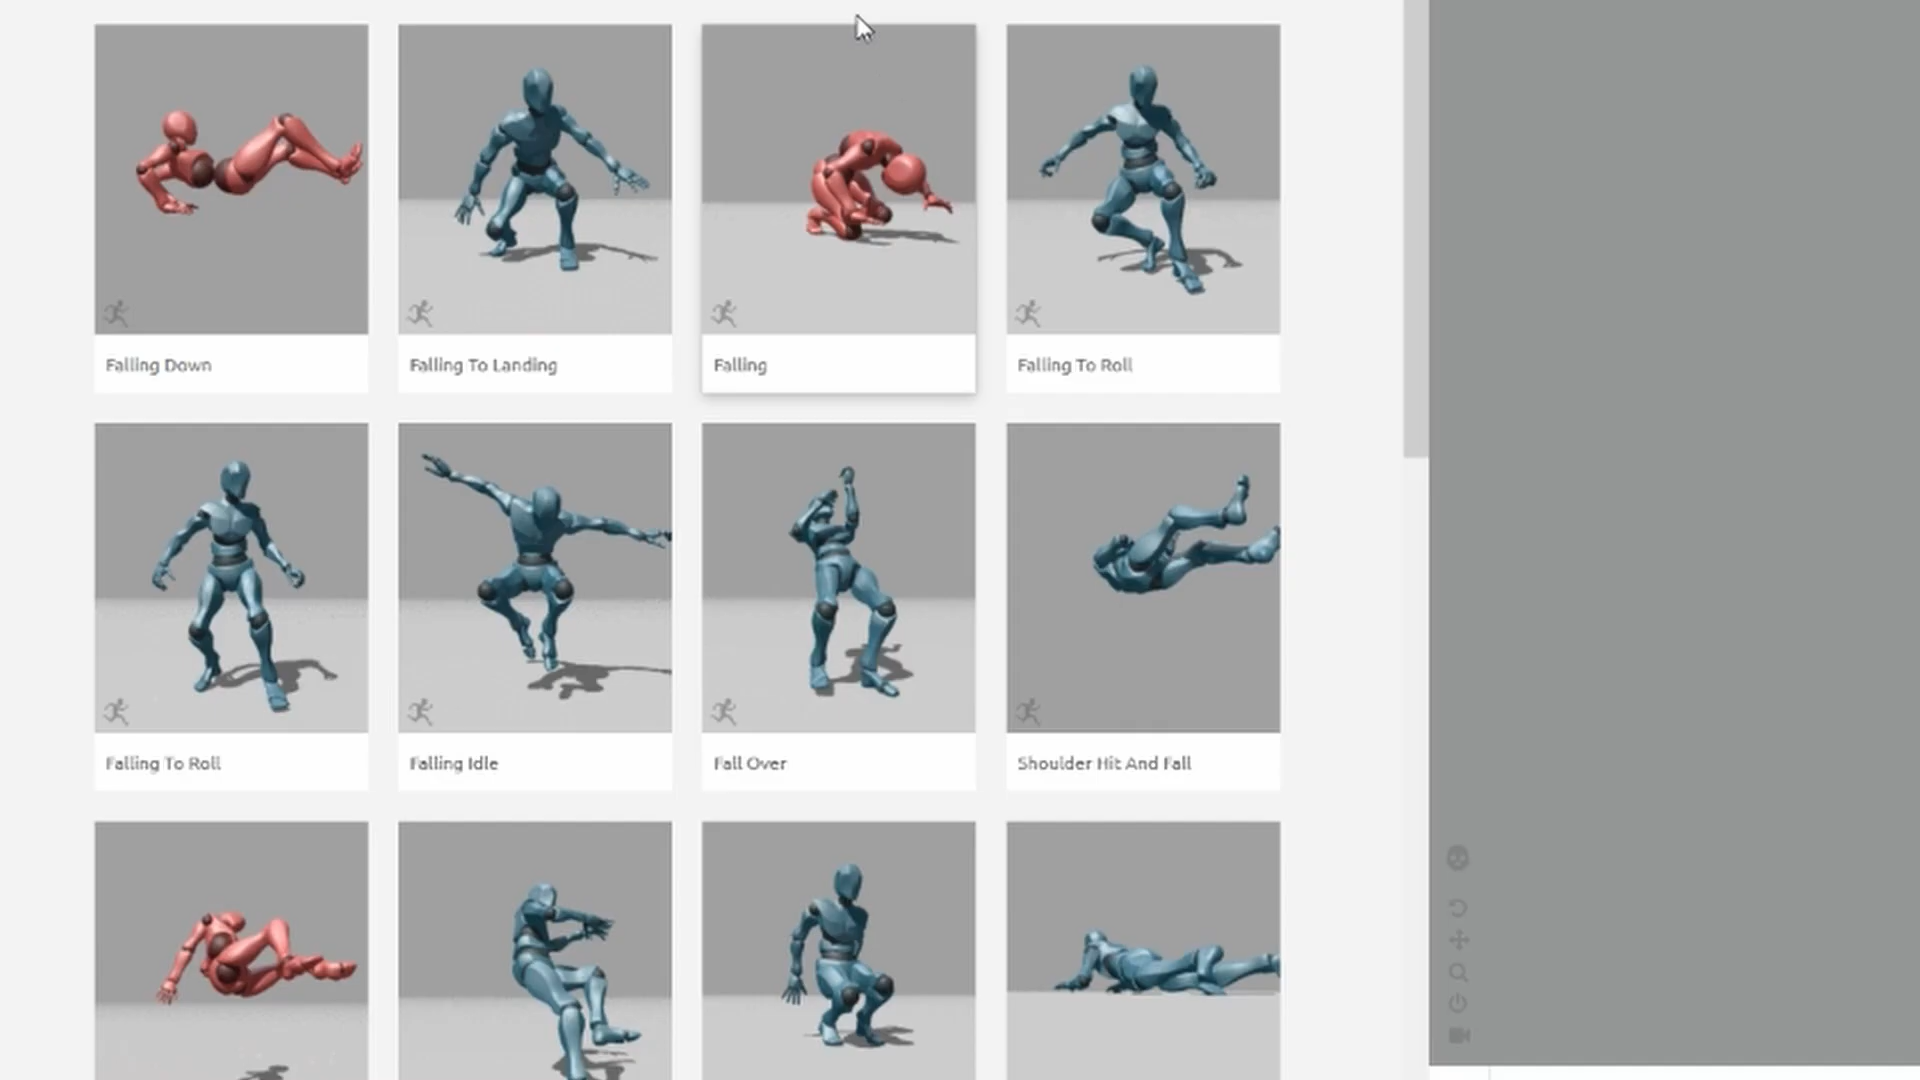 Falling Down
Falling To Landing
Falling
Falling To Roll
Falling To Roll
Falling Idle
Fall Over
Shoulder Hit And Fall